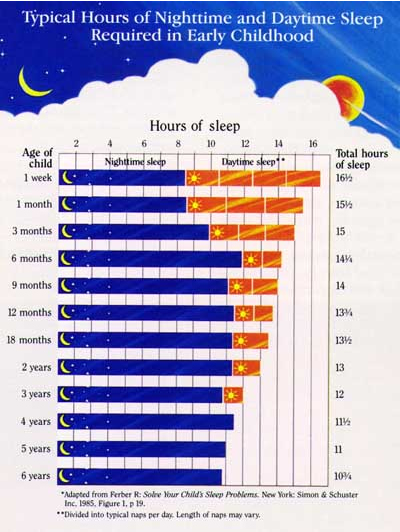 Typical Hours of Nighttime and Daytime Sleep
Required in Early Childhood
Hours of sleep
2 4 6 8 10 12 14 16
Age of
child
Nighttime sleep Daytime sleep**
Total hours
of sleep
1 week 16½
1 month 15½
3 months 15
6 months 14¼
9 months 14
12 months 13¾
18 months 13½
2 years 13
3 years 12
4 years 11½
5 years 11
6 years 10¾
*Adapted from Ferber R: Solve Your Child's Sleep Problems. New York: Simon & Schuster
Inc, 1985, Figure 1, p 19.
**Divided into typical naps per day. Length of naps may vary.